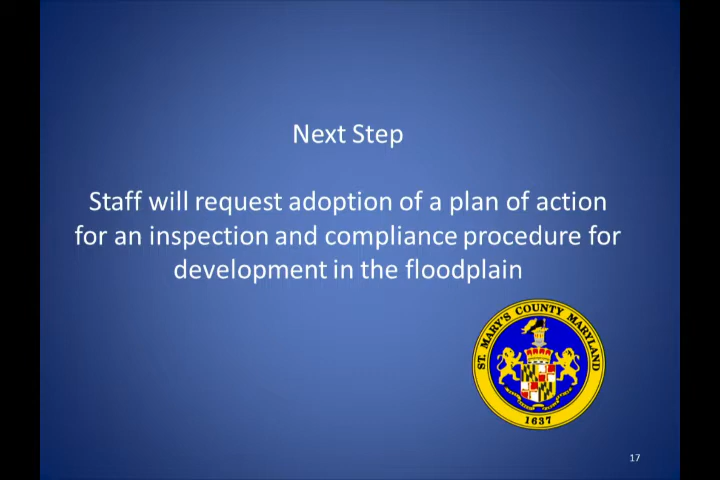 Next Step
Staff will request adoption of a plan of action
for an inspection and compliance procedure for
development in the floodplain
ST. MARY'S COUNTY MARYLAND
1637
17